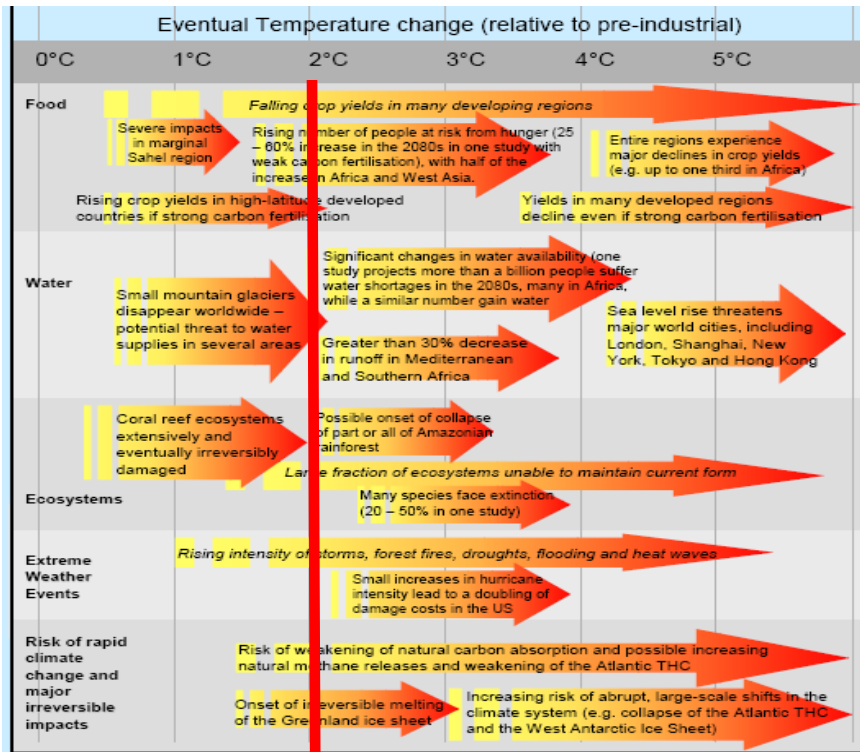 Eventual Temperature change (relative to pre-industrial)
0°C 1°C 2°C 3°C 4°C 5°C
Food
Falling crop yields in many developing regions
Severe impacts
in marginal
Sahel region
Rising number of people at risk from hunger (25
– 60% increase in the 2080s in one study with
weak carbon fertilisation), with half of the
increase in Africa and West Asia.
Entire regions experience
major declines in crop yields
(e.g. up to one third in Africa)
Rising crop yields in high-latitude developed
countries if strong carbon fertilisation
Yields in many developed regions
decline even if strong carbon fertilisation
Water
Small mountain glaciers
disappear worldwide –
potential threat to water
supplies in several areas
Significant changes in water availability (one
study projects more than a billion people suffer
water shortages in the 2080s, many in Africa,
while a similar number gain water
Greater than 30% decrease
in runoff in Mediterranean
and Southern Africa
Sea level rise threatens
major world cities, including
London, Shanghai, New
York, Tokyo and Hong Kong
Ecosystems
Coral reef ecosystems
extensively and
eventually irreversibly
damaged
Possible onset of collapse
of part or all of Amazonian
rainforest
Large fraction of ecosystems unable to maintain current form
Many species face extinction
(20 – 50% in one study)
Extreme
Weather
Events
Rising intensity of storms, forest fires, droughts, flooding and heat waves
Small increases in hurricane
intensity lead to a doubling of
damage costs in the US
Risk of rapid
climate
change and
major
irreversible
impacts
Risk of weakening of natural carbon absorption and possible increasing
natural methane releases and weakening of the Atlantic THC
Onset of irreversible melting
of the Greenland ice sheet
Increasing risk of abrupt, large-scale shifts in the
climate system (e.g. collapse of the Atlantic THC
and the West Antarctic Ice Sheet)